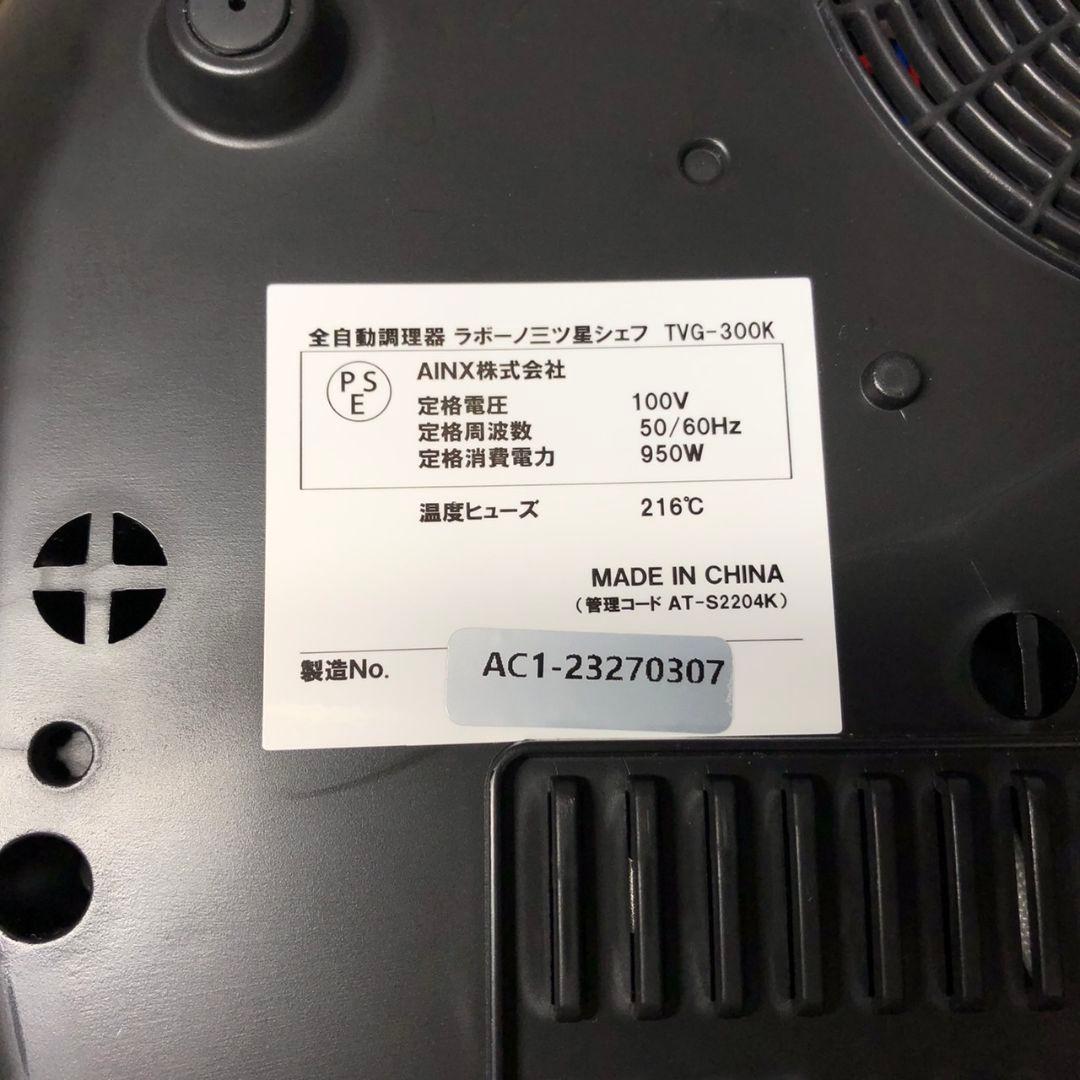 全自動調理器 ラボーノ三ツ星シェフ TVG-300K
PSE
AINX株式会社
定格電圧 100V
定格周波数 50/60Hz
定格消費電力 950W
温度ヒューズ 216℃
MADE IN CHINA
(管理コード AT-S2204K)
製造No. AC1-23270307